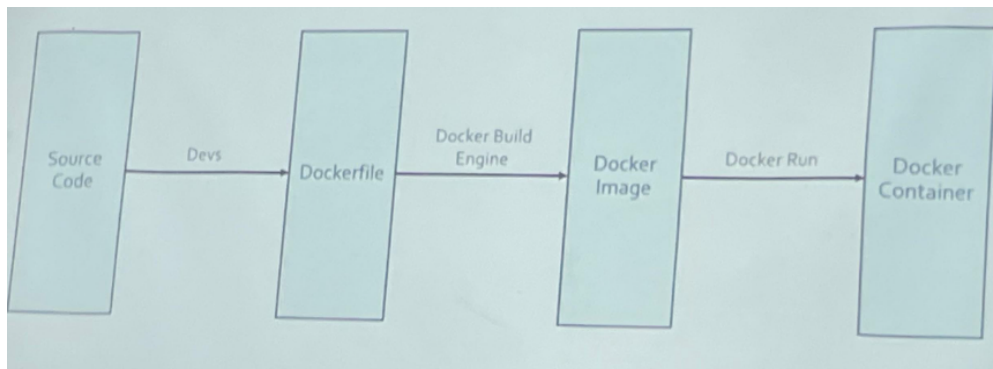 Source
Code
Devs
Dockerfile
Docker Build
Engine
Docker
Image
Docker Run
Docker
Container